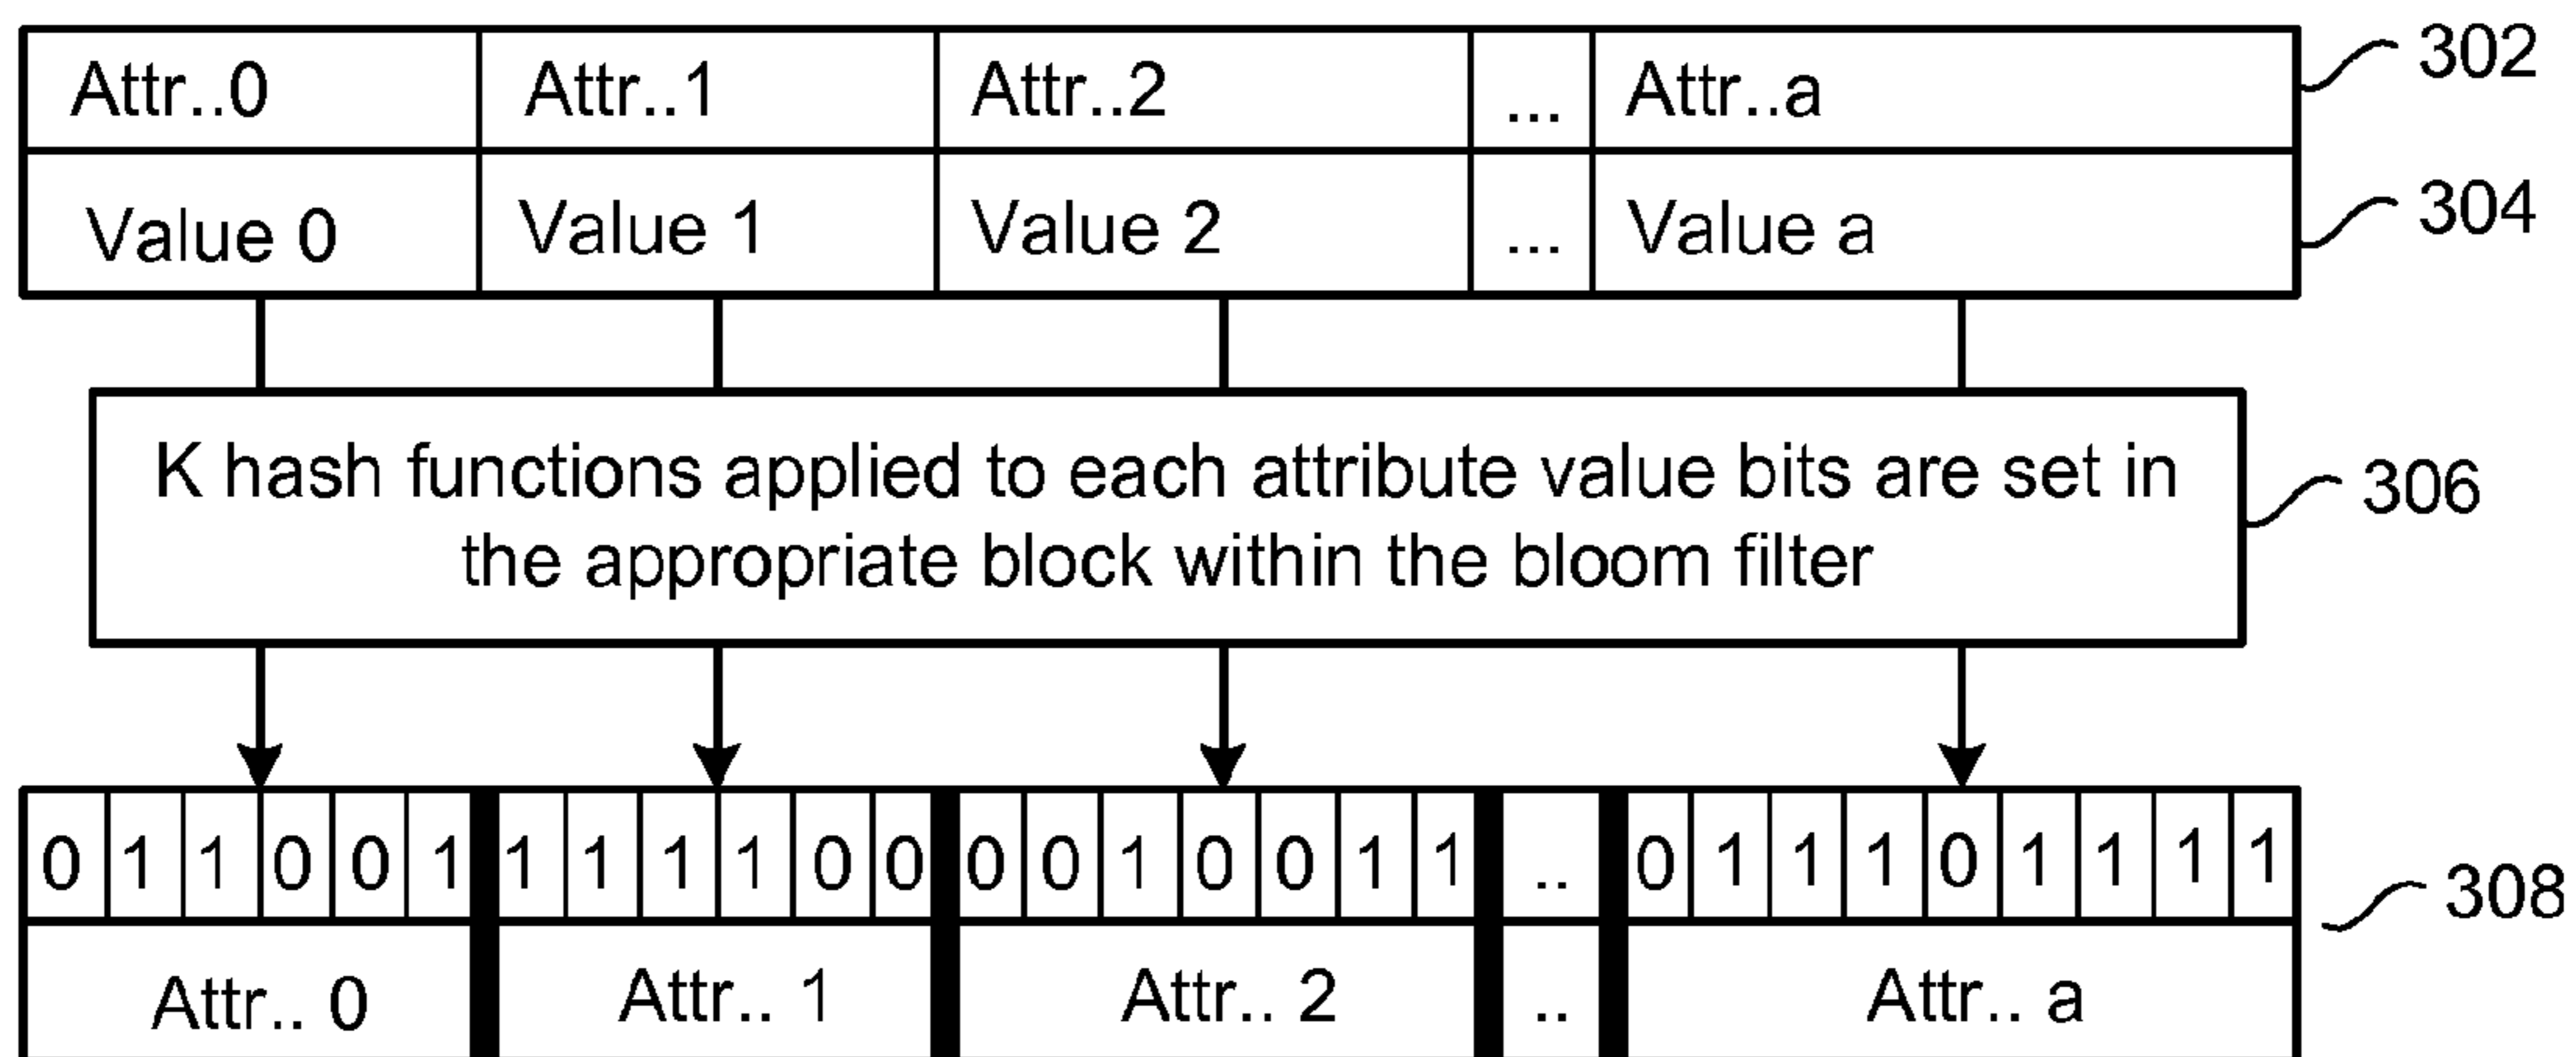 Attr..0 Attr..1 Attr..2 ... Attr..a 302
Value 0 Value 1 Value 2 ... Value a 304
K hash functions applied to each attribute value bits are set in
the appropriate block within the bloom filter
306
0 1 1 0 0 1 1 1 1 1 0 0 0 0 1 0 0 1 1 .. 0 1 1 1 0 1 1 1 1
308
Attr.. 0 Attr.. 1 Attr.. 2 .. Attr.. a